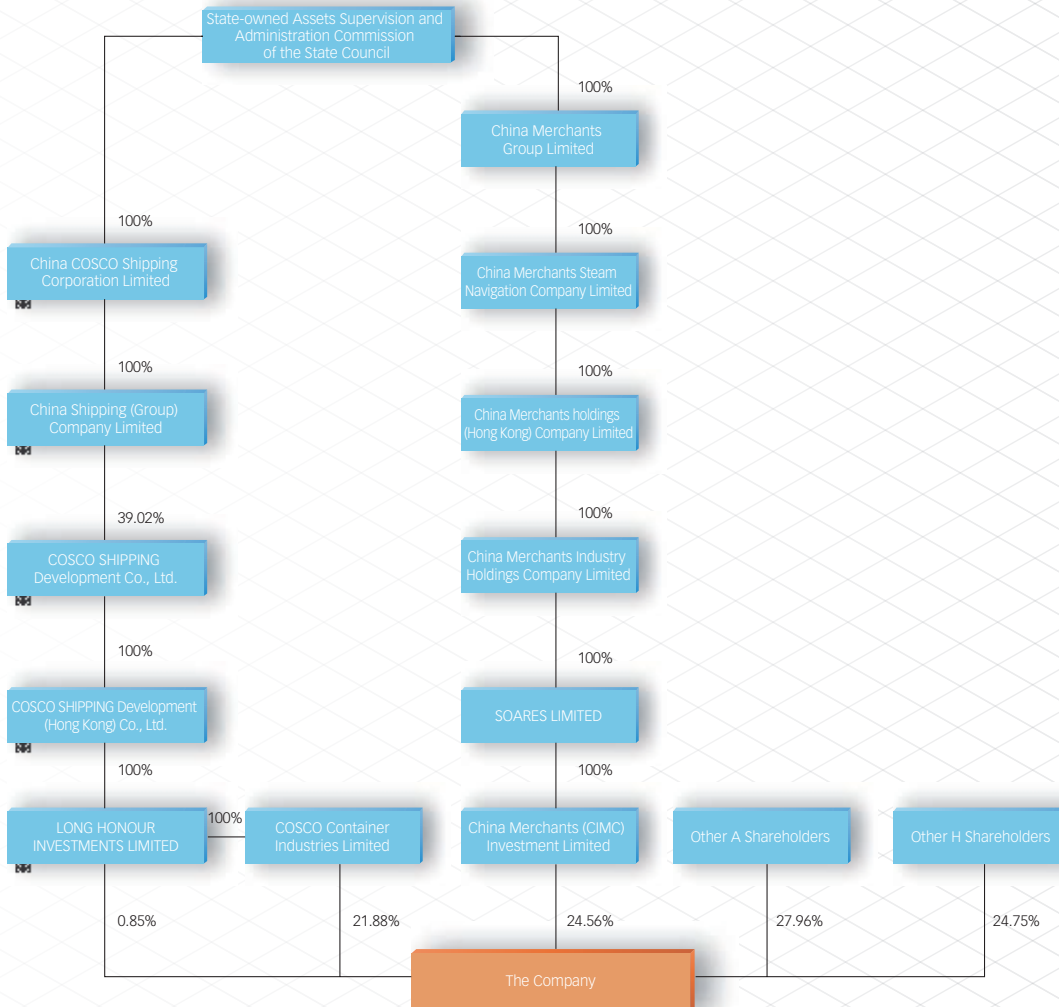 State-owned Assets Supervision and
Administration Commission
of the State Council
100%
China Merchants
Group Limited
100%
100%
China COSCO Shipping
Corporation Limited
China Merchants Steam
Navigation Company Limited
100%
100%
China Shipping (Group)
Company Limited
China Merchants holdings
(Hong Kong) Company Limited
39.02%
100%
COSCO SHIPPING
Development Co., Ltd.
China Merchants Industry
Holdings Company Limited
100%
100%
COSCO SHIPPING Development
(Hong Kong) Co., Ltd.
SOARES LIMITED
100%
100%
LONG HONOUR
INVESTMENTS LIMITED
100%
COSCO Container
Industries Limited
China Merchants (CIMC)
Investment Limited
Other A Shareholders
Other H Shareholders
0.85%
21.88%
24.56%
27.96%
24.75%
The Company